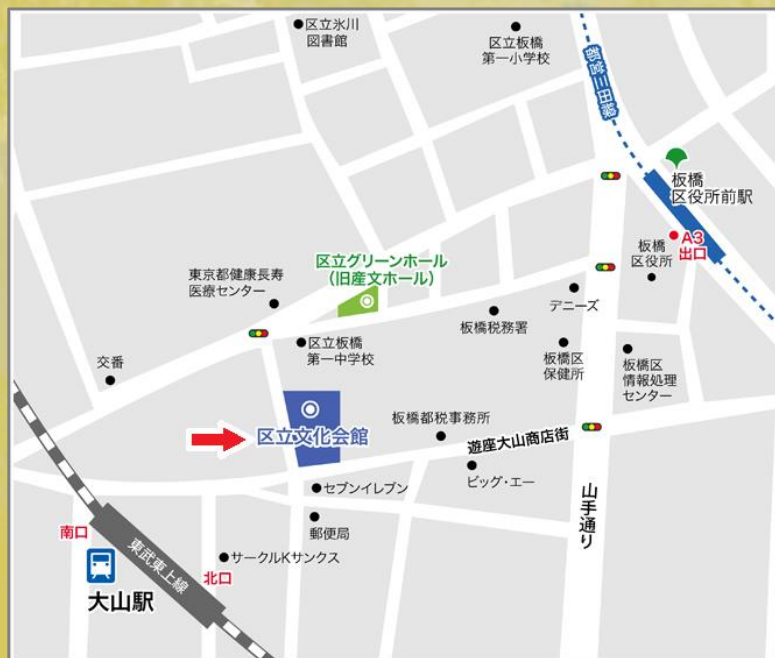 区立氷川
図書館
区立板橋
第一小学校
都営三田線
板橋
区役所前駅
A3
出口
板橋
区役所
区立グリーンホール
(旧産文ホール)
東京都健康長寿
医療センター
デニーズ
板橋税務署
区立板橋
第一中学校
板橋区
保健所
板橋区
情報処理
センター
交番
区立文化会館
板橋都税事務所
遊座大山商店街
ビッグ・エー
セブンイレブン
山手通り
郵便局
南口
東武東上線
サークルKサンクス
北口
大山駅